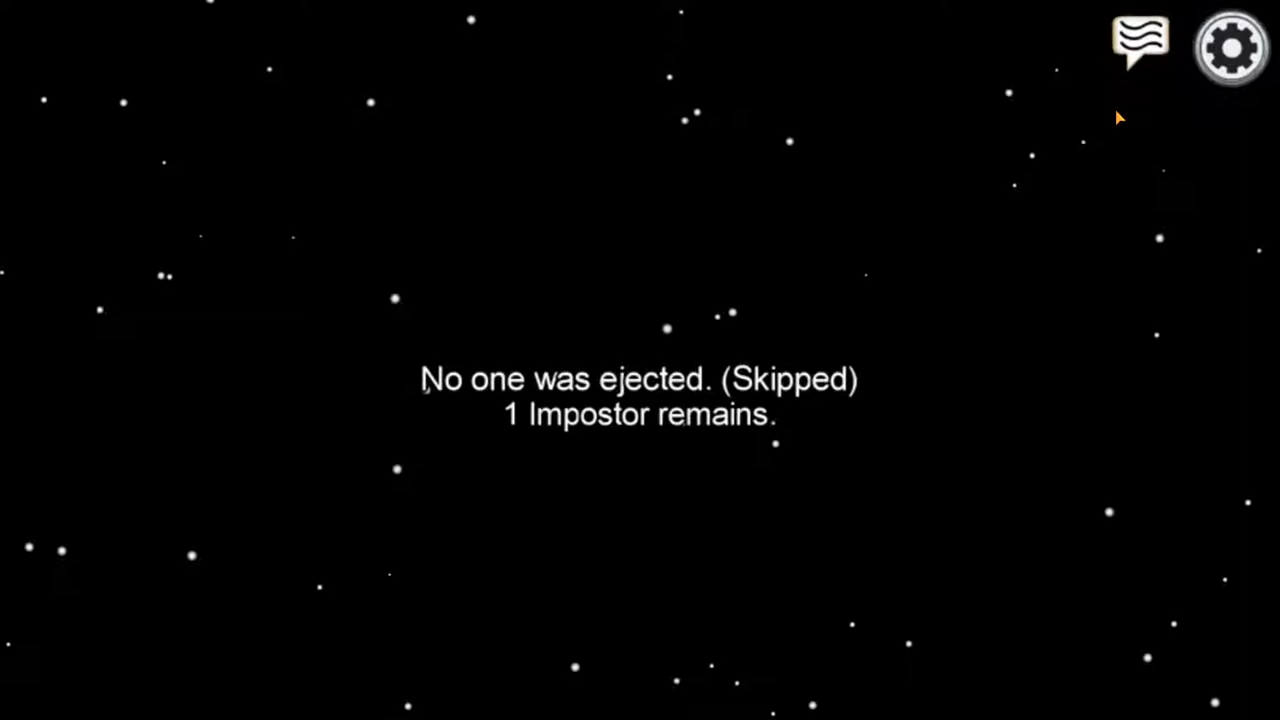 No one was ejected. (Skipped)
1 Impostor remains.